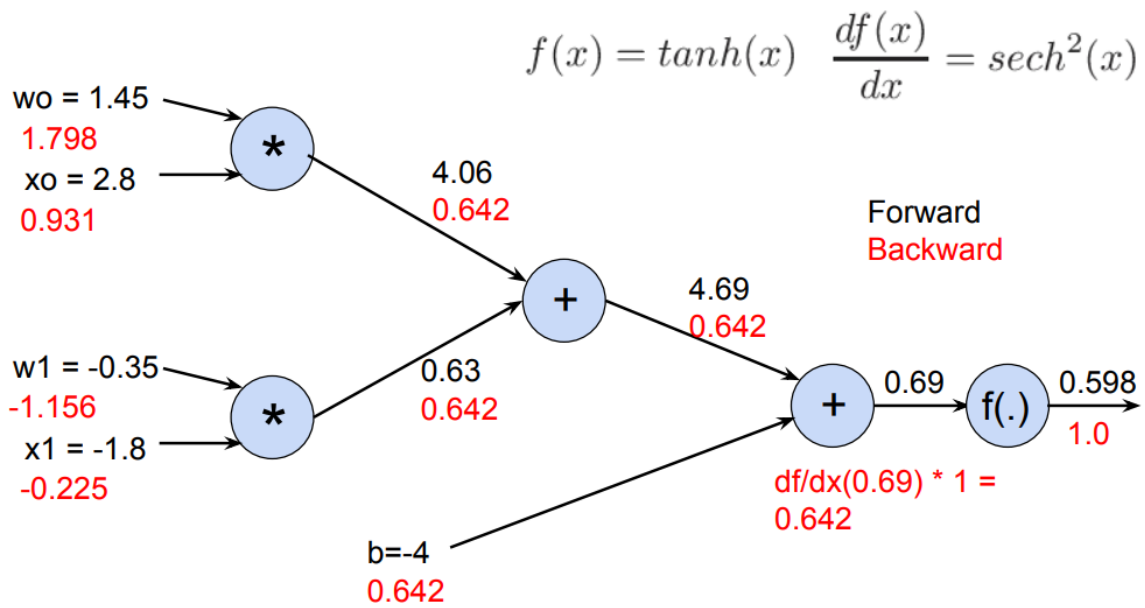 f(x) = tanh(x) df(x)/dx = sech²(x)
wo = 1.45
1.798
xo = 2.8
0.931
*
4.06
0.642
Forward
Backward
+
4.69
0.642
w1 = -0.35
-1.156
x1 = -1.8
-0.225
*
0.63
0.642
+
0.69
f(.)
0.598
1.0
df/dx(0.69) * 1 =
0.642
b=-4
0.642